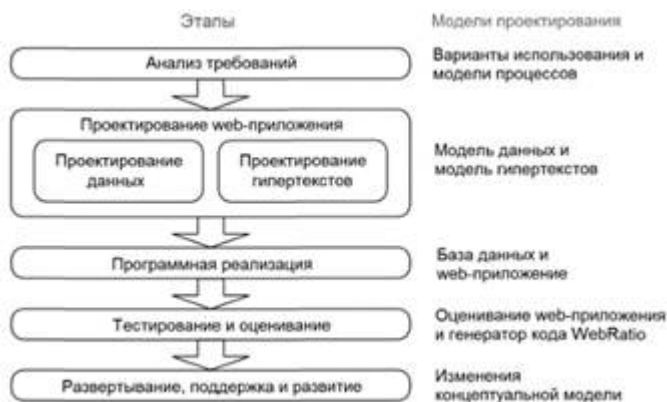 Этапы
Модели проектирования
Анализ требований
Варианты использования и
модели процессов
Проектирование web-приложения
Проектирование
данных
Проектирование
гипертекстов
Модель данных и
модель гипертекстов
Программная реализация
База данных и
web-приложение
Тестирование и оценивание
Оценивание web-приложения
и генератор кода WebRatio
Развертывание, поддержка и развитие
Изменения
концептуальной модели